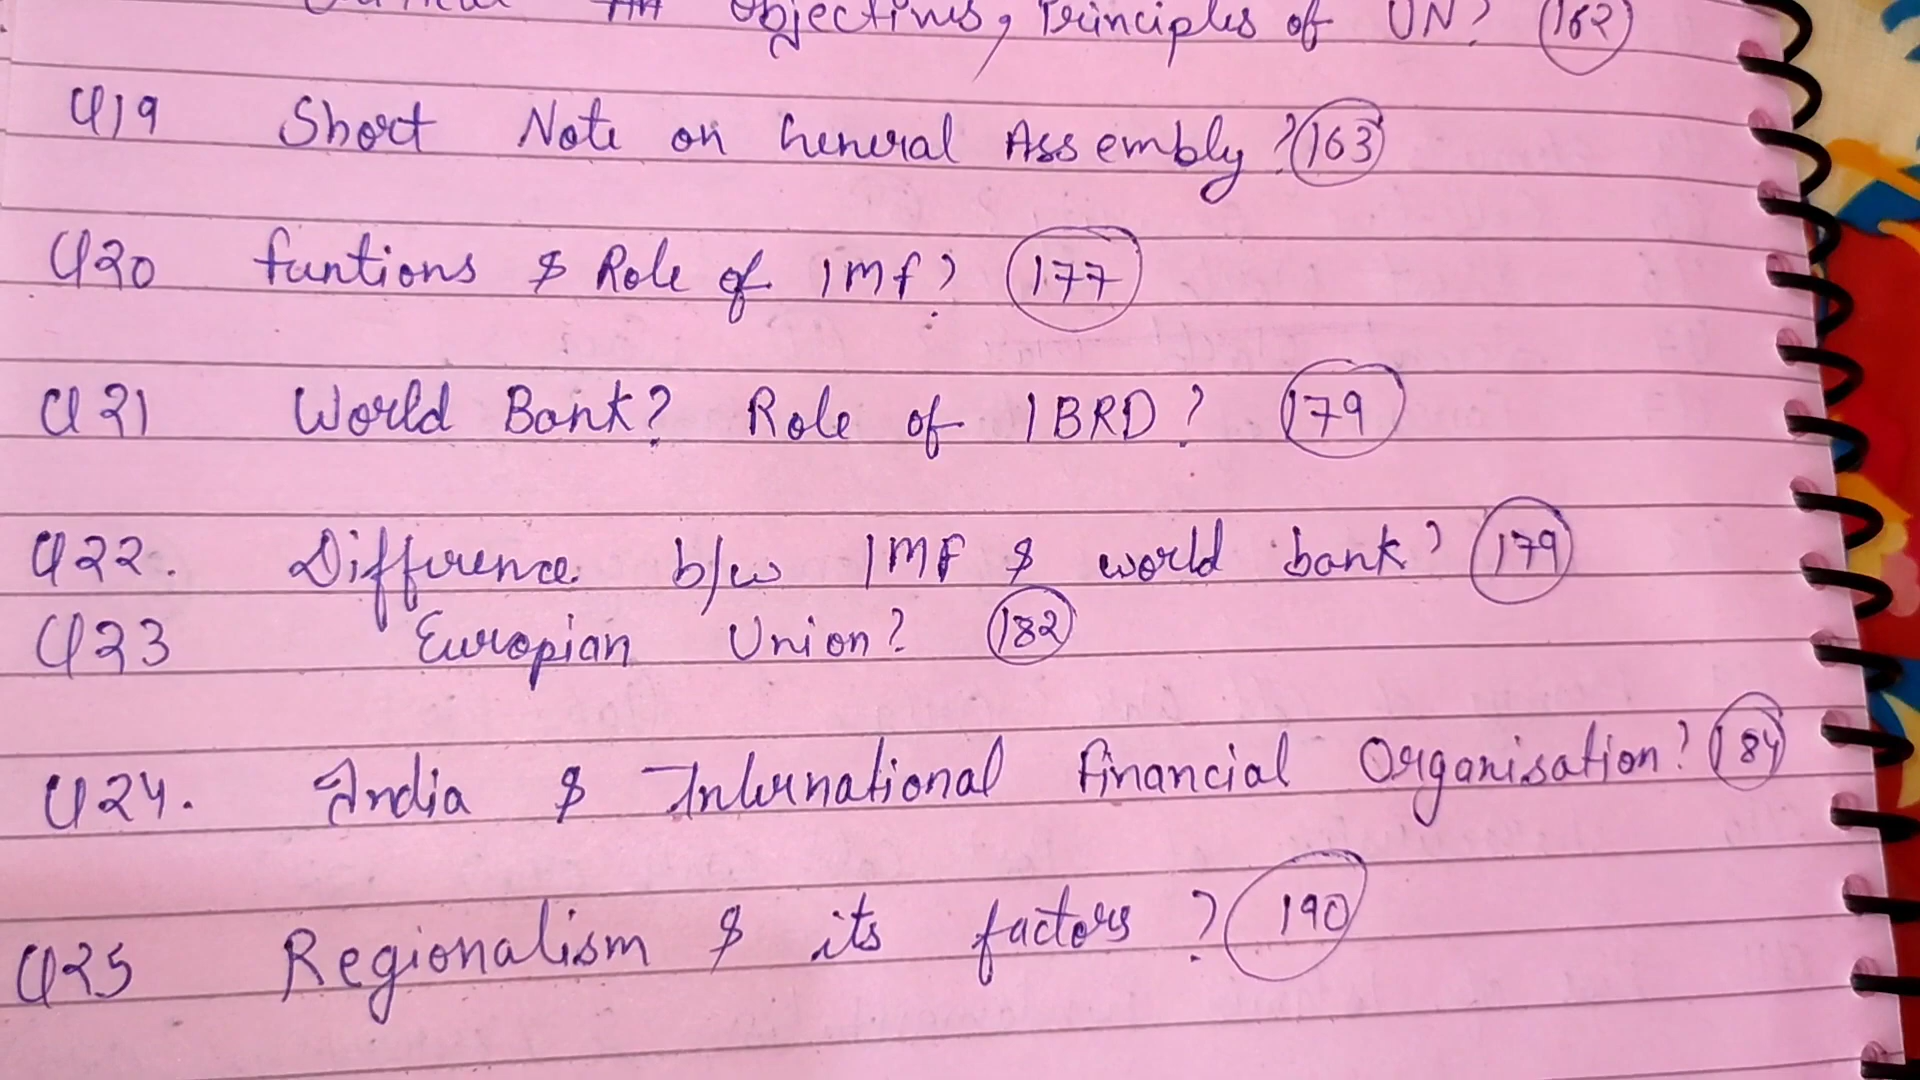 objectives, Principles of UN? 162
Q19 Short Note on General Assembly? 163
Q20 funtions & Role of IMf? 177
Q21 World Bank? Role of IBRD? 179
Q22. Difference b/w IMF & world bank? 179
Q23 Europian Union? 182
Q24. India & International financial Organisation? 184
Q25 Regionalism & its factors? 190